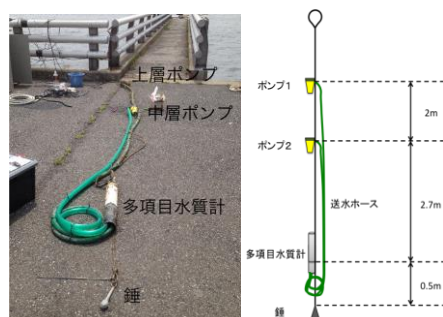 上層ポンプ
中層ポンプ
多項目水質計
錘
ポンプ1
2m
ポンプ2
送水ホース
2.7m
多項目水質計
0.5m
錘